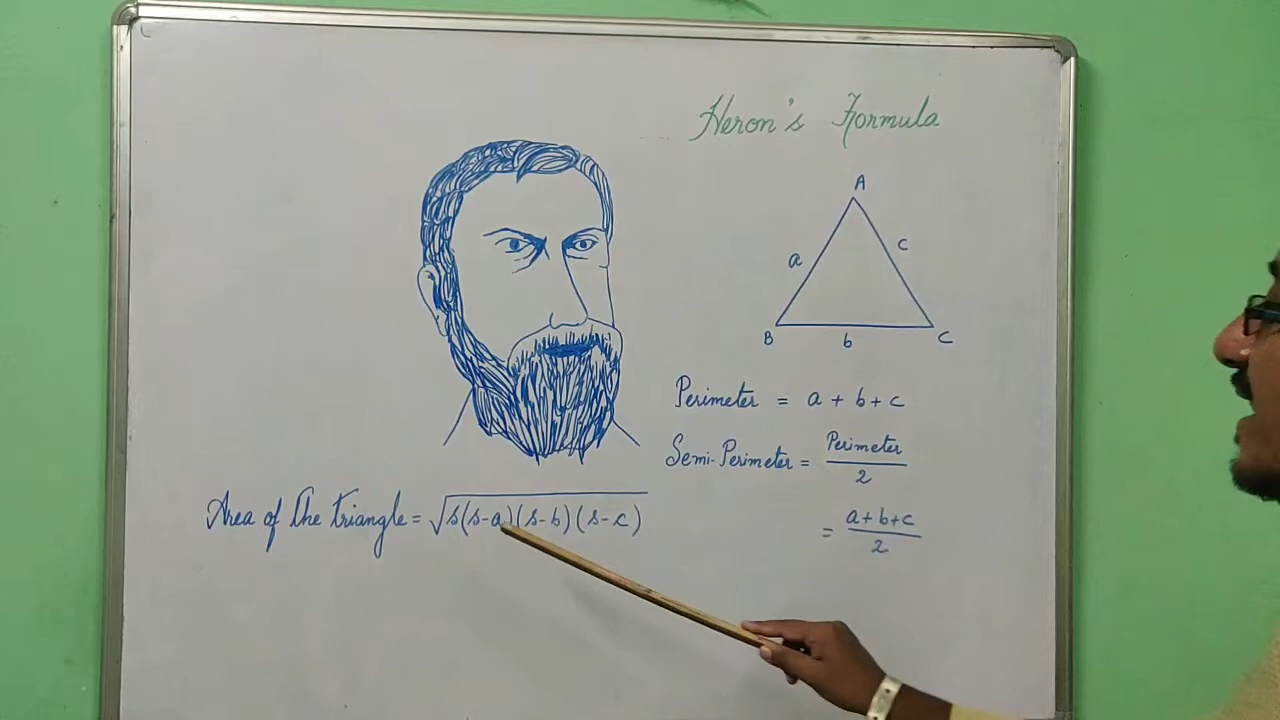 Heron's Formula
A
a
c
B
b
C
Perimeter = a + b + c
Semi-Perimeter = Perimeter / 2
= a+b+c / 2
Area of the triangle = √s(s-a)(s-b)(s-c)